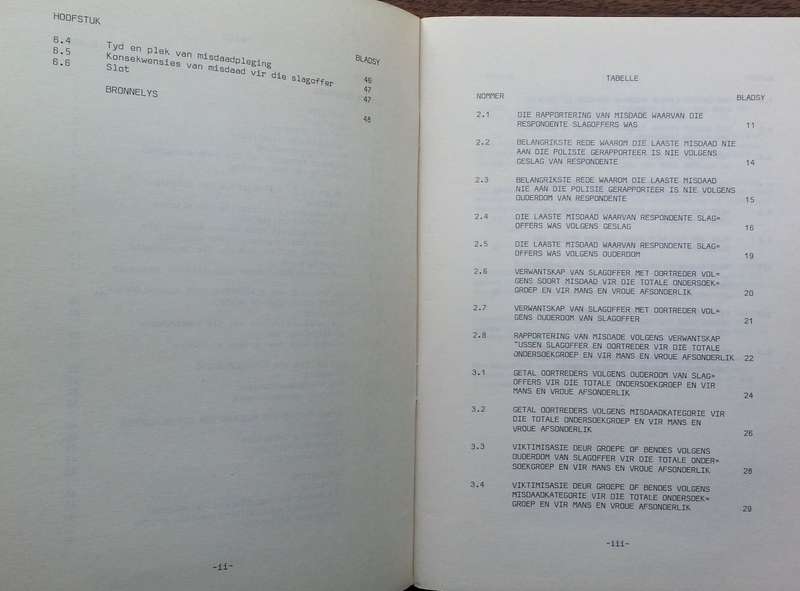 HOOFSTUK
BLADSY
6.4 Tyd en plek van misdaadpleging 46
6.5 Konsekwensies van misdaad vir die slagoffer 47
6.6 Slot 47
BRONNELYS 48
-ii-
TABELLE
NOMMER BLADSY
2.1 DIE RAPPORTERING VAN MISDADE WAARVAN DIE
RESPONDENTE SLAGOFFERS WAS 11
2.2 BELANGRIKSTE REDE WAAROM DIE LAASTE MISDAAD NIE
AAN DIE POLISIE GERAPPORTEER IS NIE VOLGENS
GESLAG VAN RESPONDENTE 14
2.3 BELANGRIKSTE REDE WAAROM DIE LAASTE MISDAAD
NIE AAN DIE POLISIE GERAPPORTEER IS NIE VOLGENS
OUDERDOM VAN RESPONDENTE 15
2.4 DIE LAASTE MISDAAD WAARVAN RESPONDENTE SLAG=
OFFERS WAS VOLGENS GESLAG 16
2.5 DIE LAASTE MISDAAD WAARVAN RESPONDENTE SLAG=
OFFERS WAS VOLGENS OUDERDOM 19
2.6 VERWANTSKAP VAN SLAGOFFER MET OORTREDER VOL=
GENS SOORT MISDAAD VIR DIE TOTALE ONDERSOEK=
GROEP EN VIR MANS EN VROUE AFSONDERLIK 20
2.7 VERWANTSKAP VAN SLAGOFFER MET OORTREDER VOL=
GENS OUDERDOM VAN SLAGOFFER 21
2.8 RAPPORTERING VAN MISDADE VOLGENS VERWANTSKAP
TUSSEN SLAGOFFER EN OORTREDER VIR DIE TOTALE
ONDERSOEKGROEP EN VIR MANS EN VROUE AFSONDERLIK 22
3.1 GETAL OORTREDERS VOLGENS OUDERDOM VAN SLAG=
OFFERS VIR DIE TOTALE ONDERSOEKGROEP EN VIR
MANS EN VROUE AFSONDERLIK 24
3.2 GETAL OORTREDERS VOLGENS MISDAADKATEGORIE VIR
DIE TOTALE ONDERSOEKGROEP EN VIR MANS EN
VROUE AFSONDERLIK 26
3.3 VIKTIMISASIE DEUR GROEPE OF BENDES VOLGENS
OUDERDOM VAN SLAGOFFER VIR DIE TOTALE ONDER=
SOEKGROEP EN VIR MANS EN VROUE AFSONDERLIK 28
3.4 VIKTIMISASIE DEUR GROEPE OF BENDES VOLGENS
MISDAADKATEGORIE VIR DIE TOTALE ONDERSOEK=
GROEP EN VIR MANS EN VROUE AFSONDERLIK 29
-iii-